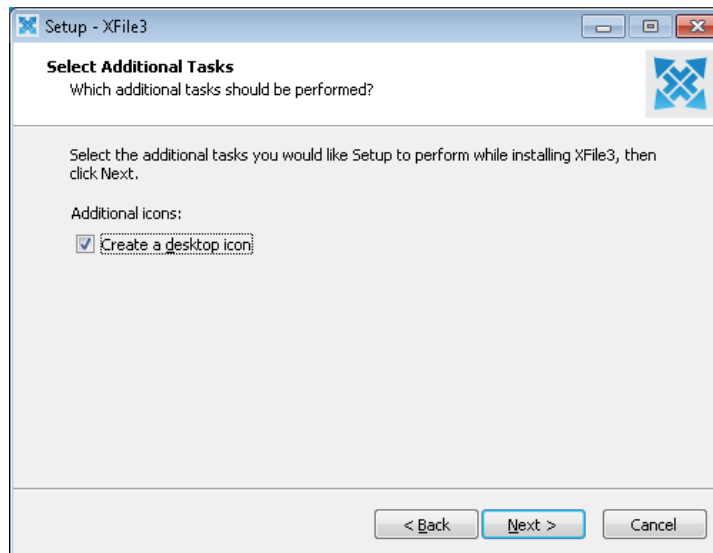 Setup - XFile3
Select Additional Tasks
Which additional tasks should be performed?
Select the additional tasks you would like Setup to perform while installing XFile3, then
click Next.
Additional icons:
Create a desktop icon
< Back
Next >
Cancel